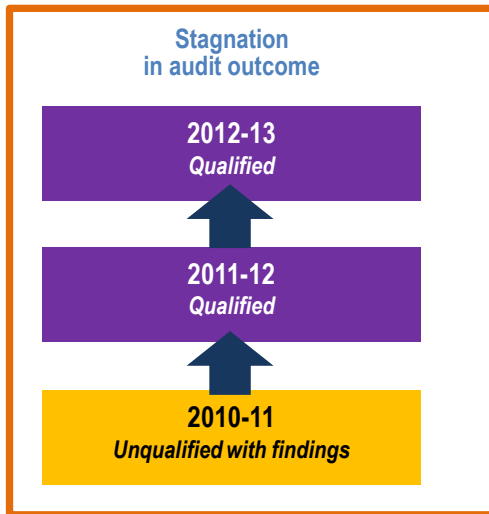 Stagnation
in audit outcome
2012-13
Qualified
2011-12
Qualified
2010-11
Unqualified with findings